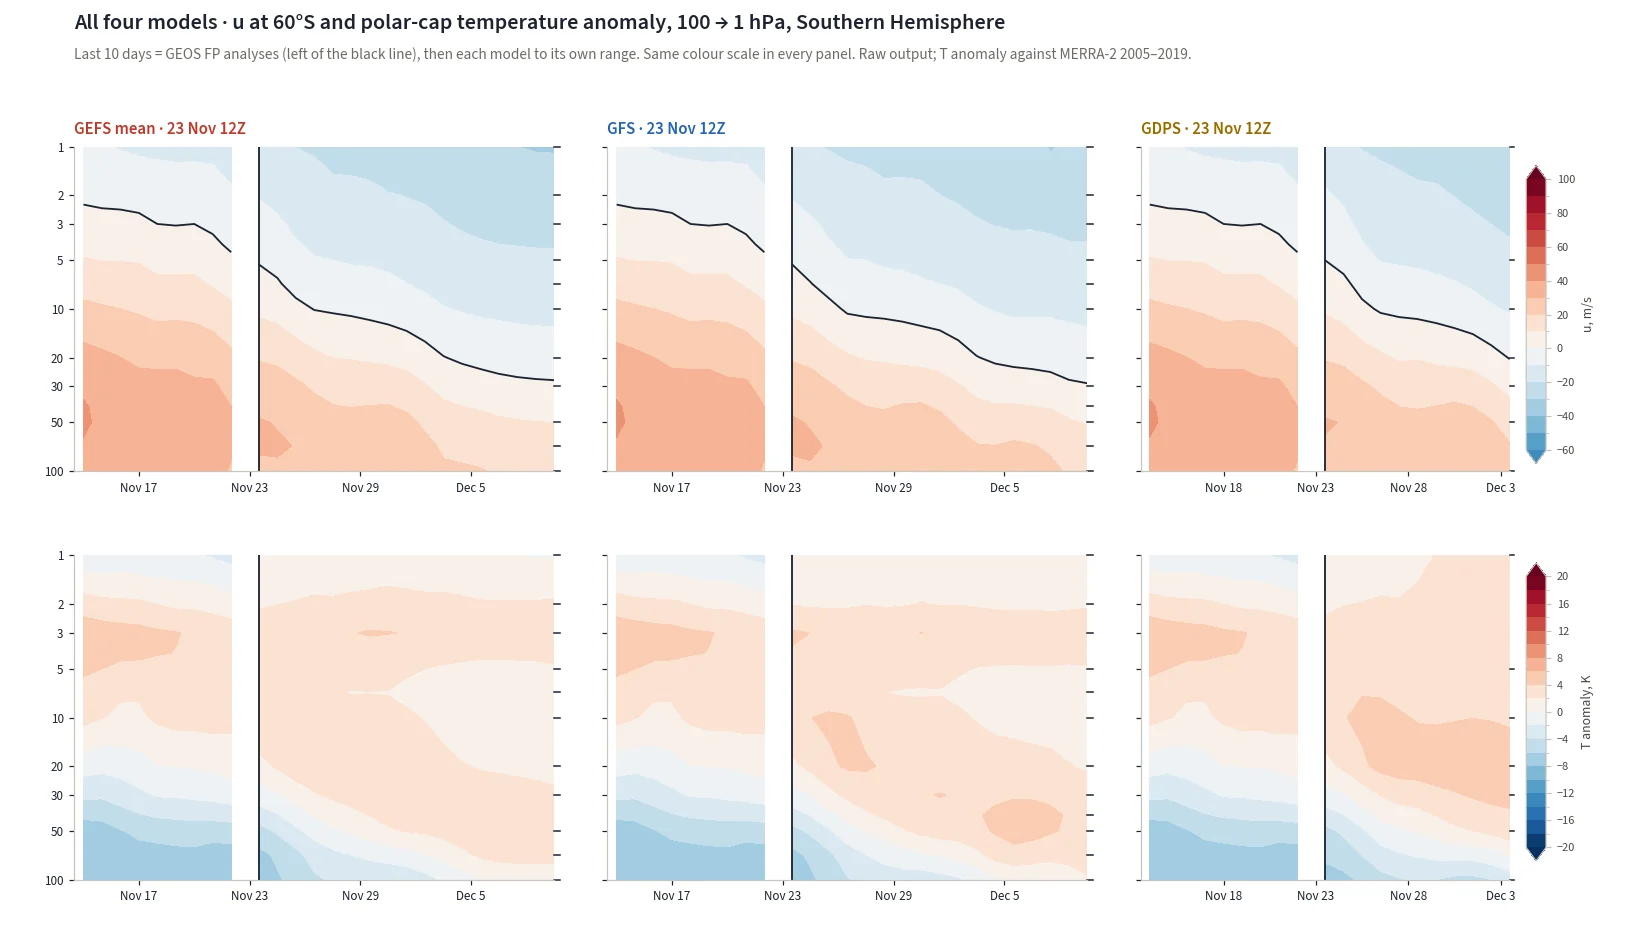 All four models · u at 60°S and polar-cap temperature anomaly, 100 → 1 hPa, Southern Hemisphere
Last 10 days = GEOS FP analyses (left of the black line), then each model to its own range. Same colour scale in every panel. Raw output; T anomaly against MERRA-2 2005–2019.
GEFS mean · 23 Nov 12Z
GFS · 23 Nov 12Z
GDPS · 23 Nov 12Z
1
2
3
5
10
20
30
50
100
Nov 17 Nov 23 Nov 29 Dec 5
Nov 17 Nov 23 Nov 29 Dec 5
Nov 18 Nov 23 Nov 28 Dec 3
100
80
60
40
20
0
−20
−40
−60
u, m/s
1
2
3
5
10
20
30
50
100
Nov 17 Nov 23 Nov 29 Dec 5
Nov 17 Nov 23 Nov 29 Dec 5
Nov 18 Nov 23 Nov 28 Dec 3
20
16
12
8
4
0
−4
−8
−12
−16
−20
T anomaly, K